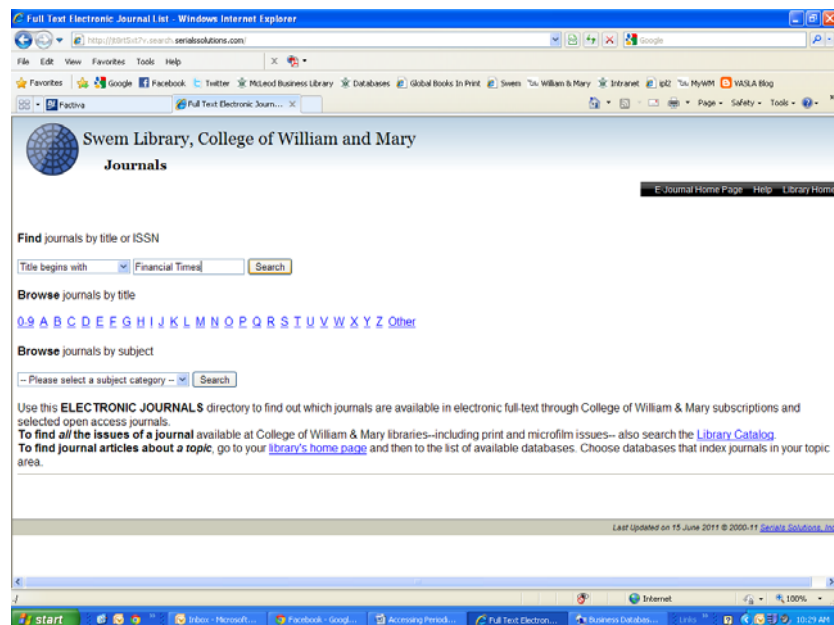 Full Text Electronic Journal List - Windows Internet Explorer
.search.serialssolutions.com/
Google
File Edit View Favorites Tools Help
Favorites Google Facebook Twitter McLeod Business Library Databases Global Books In Print Swem William & Mary Intranet ipl2 MyWM VASLA Blog
Factiva Full Text Electronic Journ... Page Safety Tools
Swem Library, College of William and Mary
Journals
E-Journal Home Page Help Library Home
Find journals by title or ISSN
Title begins with Financial Times Search
Browse journals by title
0-9 A B C D E F G H I J K L M N O P Q R S T U V W X Y Z Other
Browse journals by subject
-- Please select a subject category -- Search
Use this ELECTRONIC JOURNALS directory to find out which journals are available in electronic full-text through College of William & Mary subscriptions and
selected open access journals.
To find all the issues of a journal available at College of William & Mary libraries--including print and microfilm issues-- also search the Library Catalog.
To find journal articles about a topic, go to your library's home page and then to the list of available databases. Choose databases that index journals in your topic
area.
Last Updated on 15 June 2011 © 2000-11 Serials Solutions, Inc
Internet 100%
start Inbox - Microsoft... Facebook - Googl... Accessing Periodi... Full Text Electron... Business Databas... Links 10:29 AM